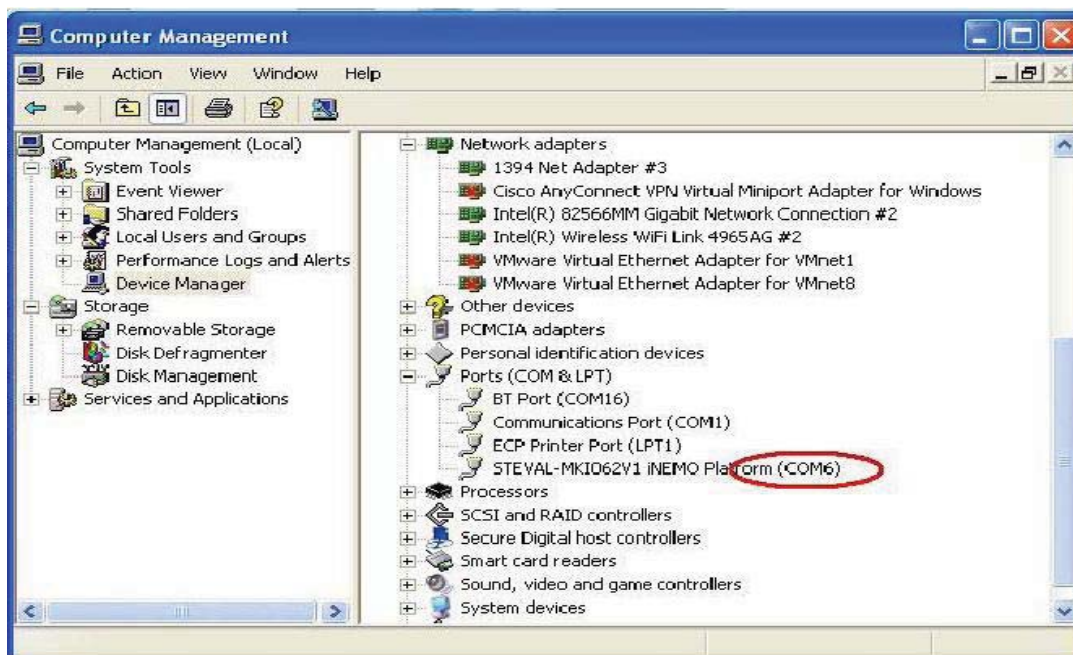 Computer Management
File Action View Window Help
Computer Management (Local)
System Tools
Event Viewer
Shared Folders
Local Users and Groups
Performance Logs and Alerts
Device Manager
Storage
Removable Storage
Disk Defragmenter
Disk Management
Services and Applications
Network adapters
1394 Net Adapter #3
Cisco AnyConnect VPN Virtual Miniport Adapter for Windows
Intel(R) 82566MM Gigabit Network Connection #2
Intel(R) Wireless WiFi Link 4965AG #2
VMware Virtual Ethernet Adapter for VMnet1
VMware Virtual Ethernet Adapter for VMnet8
Other devices
PCMCIA adapters
Personal identification devices
Ports (COM & LPT)
BT Port (COM16)
Communications Port (COM1)
ECP Printer Port (LPT1)
STEVAL-MKI062V1 iNEMO Platform (COM6)
Processors
SCSI and RAID controllers
Secure Digital host controllers
Smart card readers
Sound, video and game controllers
System devices